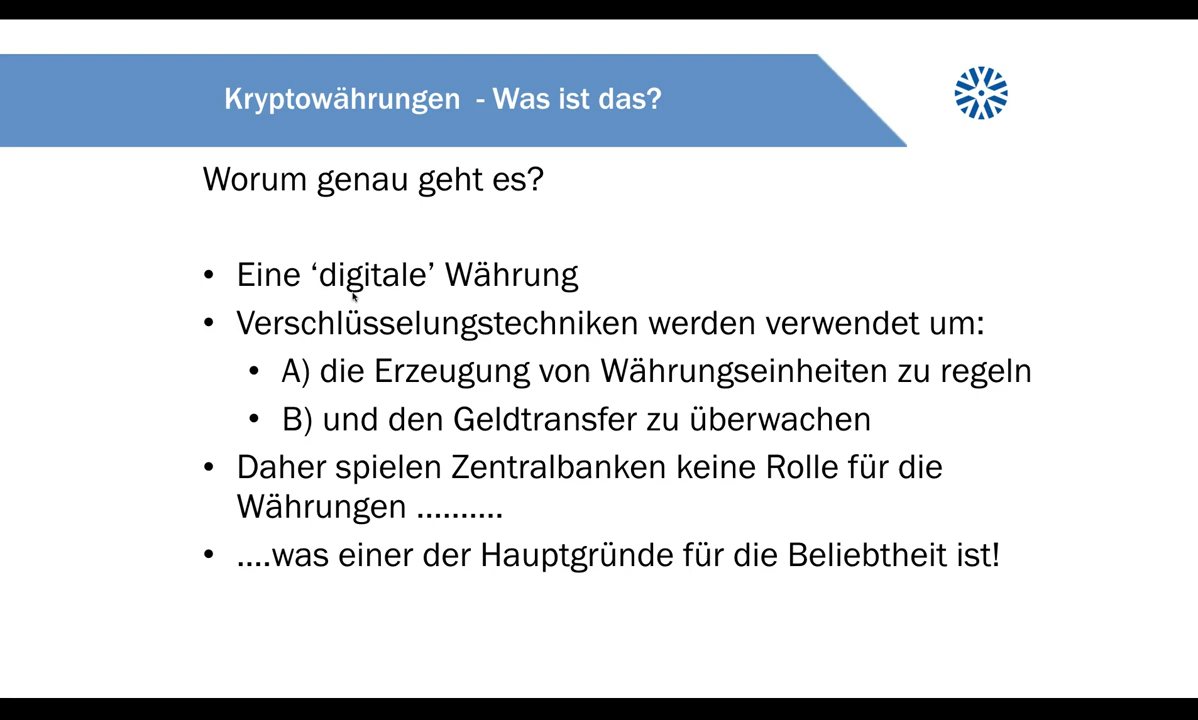 Kryptowährungen - Was ist das?
Worum genau geht es?
• Eine ‘digitale’ Währung
• Verschlüsselungstechniken werden verwendet um:
• A) die Erzeugung von Währungseinheiten zu regeln
• B) und den Geldtransfer zu überwachen
• Daher spielen Zentralbanken keine Rolle für die
Währungen ..........
• ....was einer der Hauptgründe für die Beliebtheit ist!